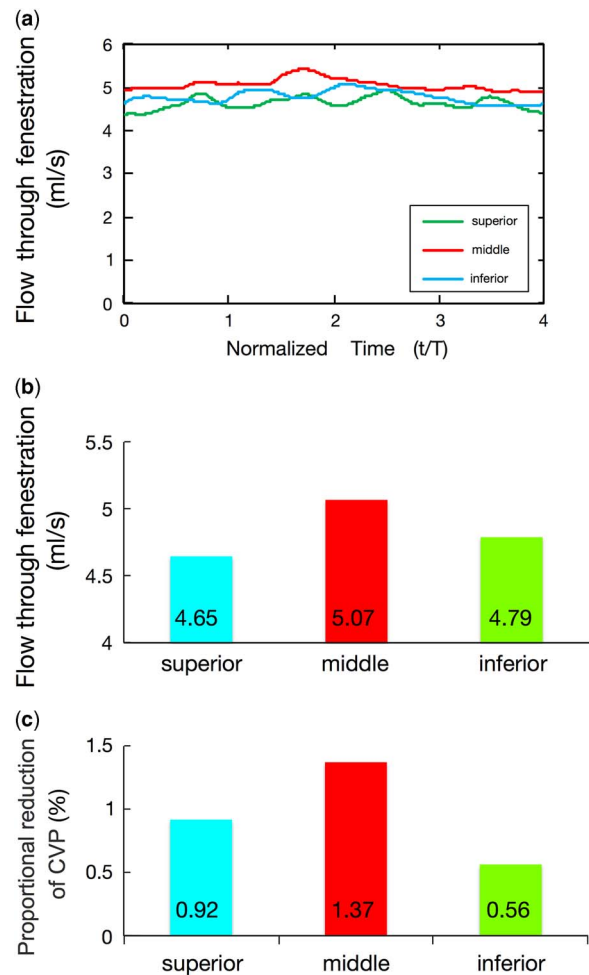 (a)
Flow through fenestration
(ml/s)
6
5
4
3
2
1
0
superior
middle
inferior
0 1 2 3 4
Normalized Time (t/T)
(b)
Flow through fenestration
(ml/s)
5.5
5
4.5
4
4.65 5.07 4.79
superior middle inferior
(c)
Proportional reduction
of CVP (%)
1.5
1
0.5
0
0.92 1.37 0.56
superior middle inferior